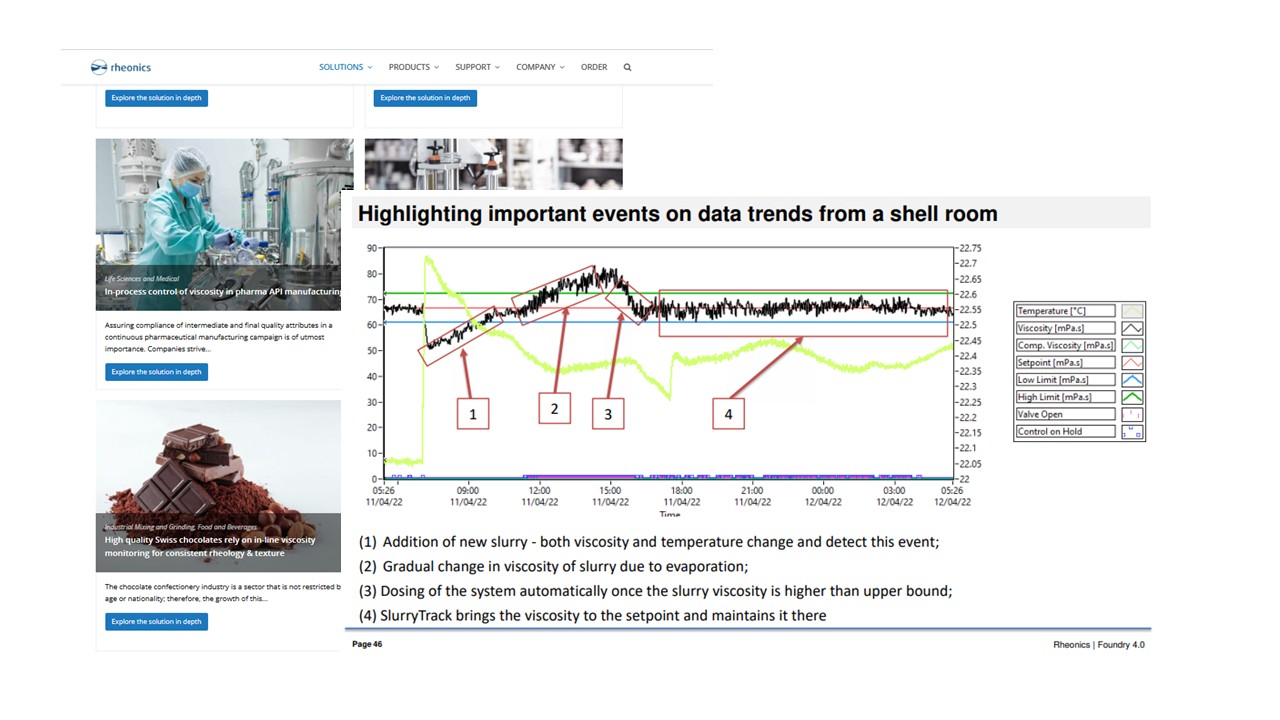 rheonics
SOLUTIONS PRODUCTS SUPPORT COMPANY ORDER
Explore the solution in depth
Explore the solution in depth
Life Sciences and Medical
In-process control of viscosity in pharma API manufacturing
Assuring compliance of intermediate and final quality attributes in a
continuous pharmaceutical manufacturing campaign is of utmost
importance. Companies strive...
Explore the solution in depth
Industrial Mixing and Grinding, Food and Beverages
High quality Swiss chocolates rely on in-line viscosity
monitoring for consistent rheology & texture
The chocolate confectionery industry is a sector that is not restricted b
age or nationality; therefore, the growth of this...
Explore the solution in depth
Highlighting important events on data trends from a shell room
90
80
70
60
50
40
30
20
10
0
22.75
22.7
22.65
22.6
22.55
22.5
22.45
22.4
22.35
22.3
22.25
22.2
22.15
22.1
22.05
22
1
2
3
4
05:26 09:00 12:00 15:00 18:00 21:00 00:00 03:00 05:26
11/04/22 11/04/22 11/04/22 11/04/22 11/04/22 11/04/22 12/04/22 12/04/22 12/04/22
Time
Temperature [°C]
Viscosity [mPa.s]
Comp. Viscosity [mPa.s]
Setpoint [mPa.s]
Low Limit [mPa.s]
High Limit [mPa.s]
Valve Open
Control on Hold
(1) Addition of new slurry - both viscosity and temperature change and detect this event;
(2) Gradual change in viscosity of slurry due to evaporation;
(3) Dosing of the system automatically once the slurry viscosity is higher than upper bound;
(4) SlurryTrack brings the viscosity to the setpoint and maintains it there
Page 46
Rheonics | Foundry 4.0